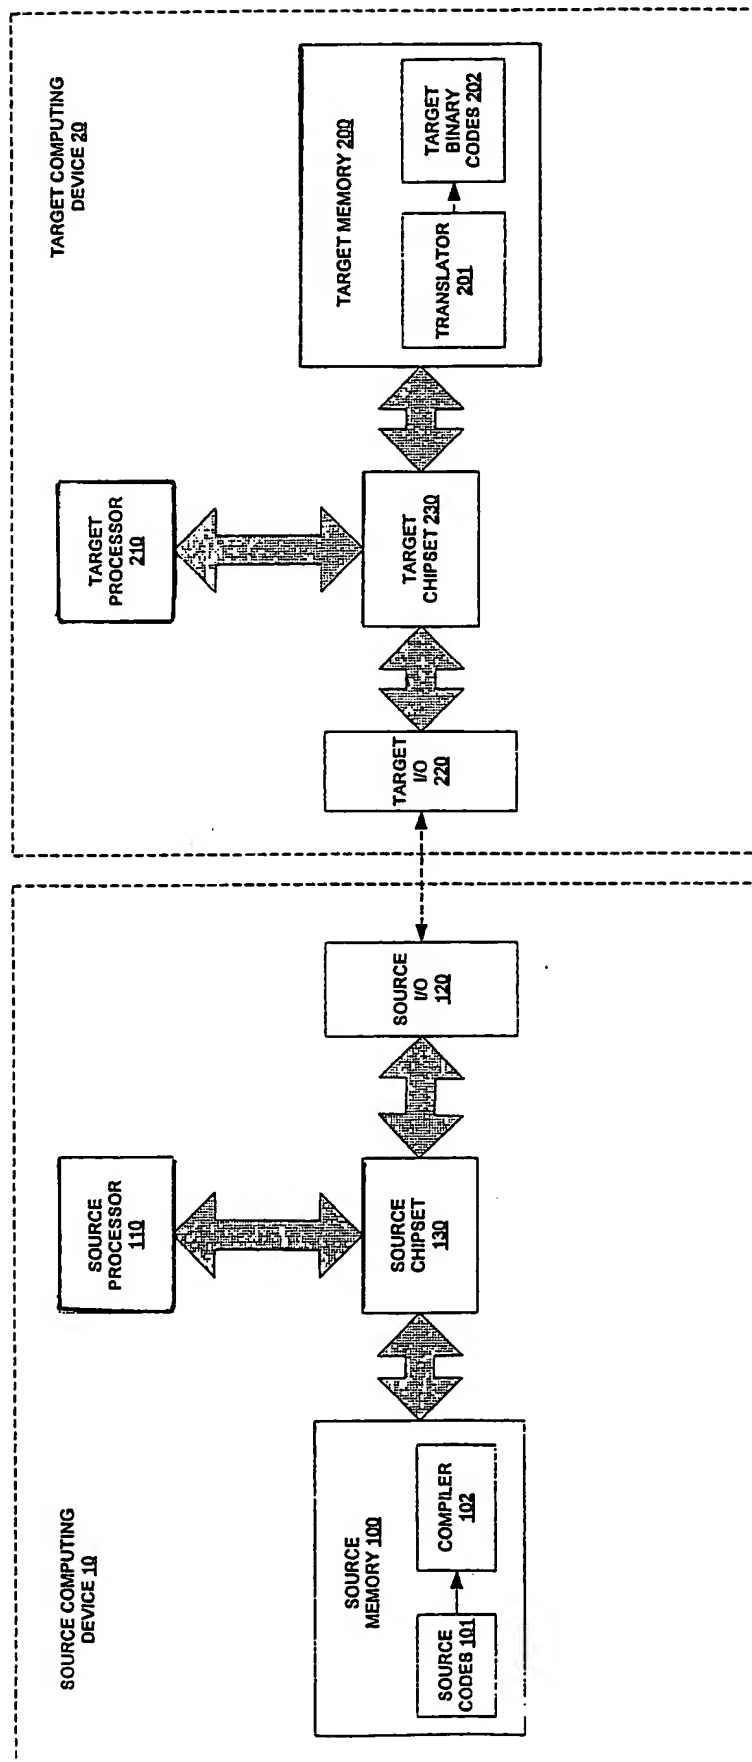 SOURCE COMPUTING
DEVICE 10
SOURCE
PROCESSOR
110
SOURCE
MEMORY 100
SOURCE
CODES 101
COMPILER
102
SOURCE
CHIPSET
130
SOURCE
I/O
120
TARGET COMPUTING
DEVICE 20
TARGET
PROCESSOR
210
TARGET
I/O
220
TARGET
CHIPSET 230
TARGET MEMORY 200
TRANSLATOR
201
TARGET
BINARY
CODES 202